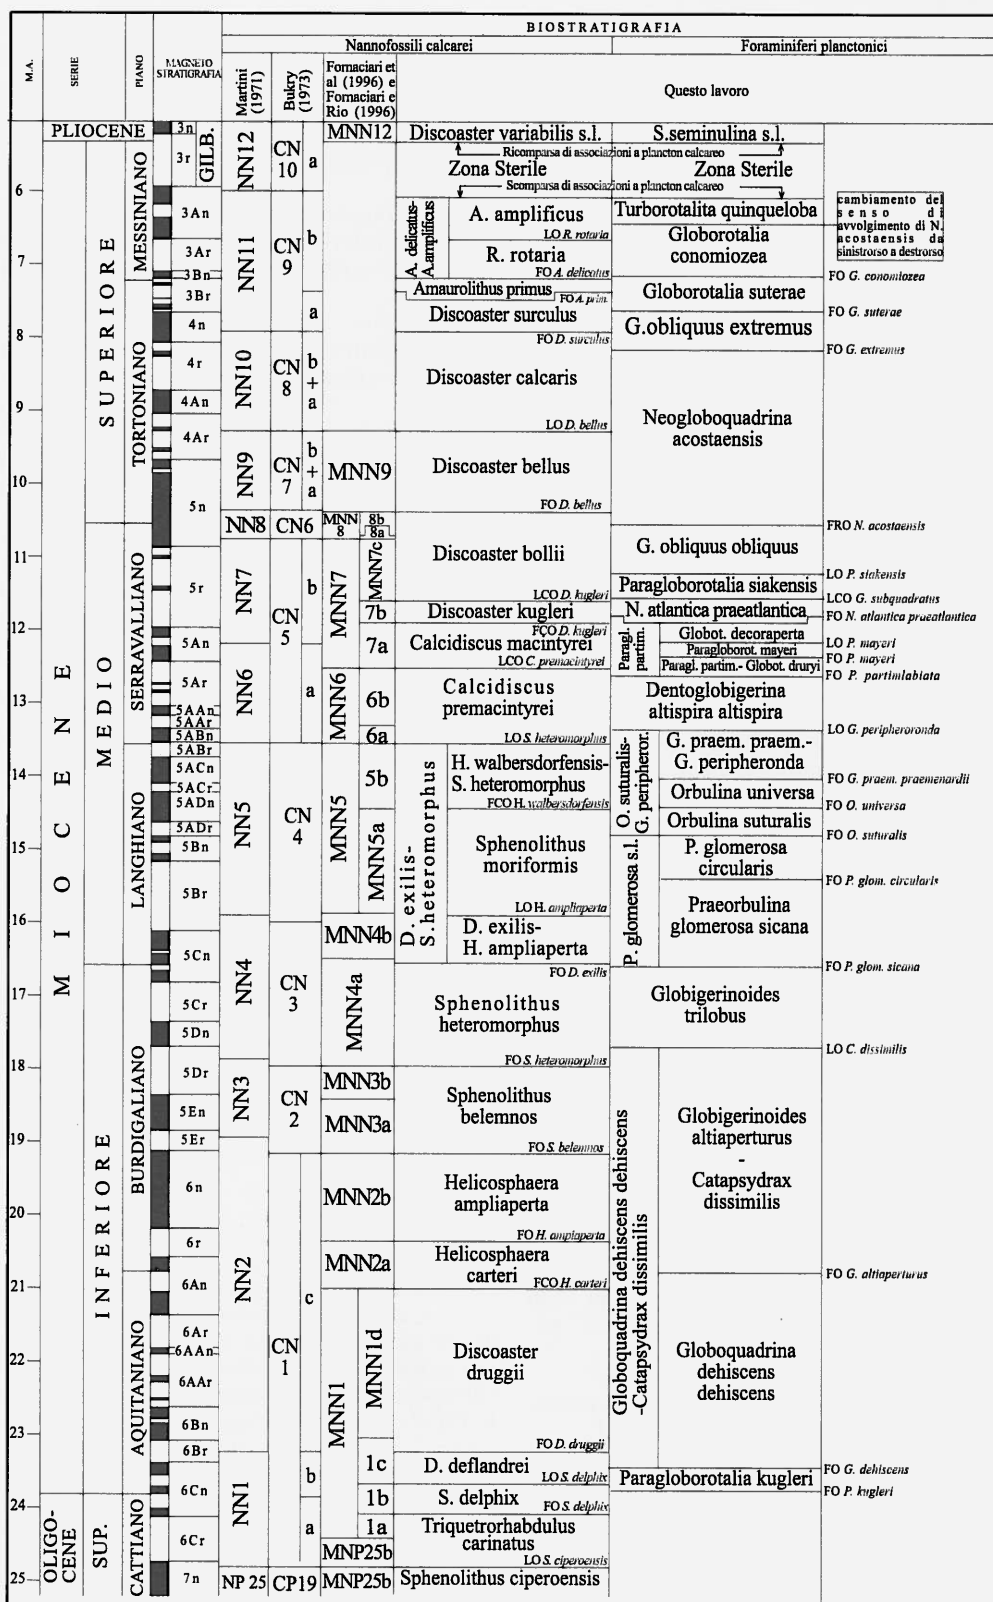 BIOSTRATIGRAFIA
M.A.
SERIE
PIANO
MAGNETO
STRATIGRAFIA
Nannofossili calcarei
Foraminiferi planctonici
Martini
(1971)
Bukry
(1973)
Fornaciari et
al (1996) e
Fornaciari e
Rio (1996)
Questo lavoro
6
7
8
9
10
11
12
13
14
15
16
17
18
19
20
21
22
23
24
25
PLIOCENE
MIOCENE
OLIGO-
CENE
SUPERIORE
MEDIO
INFERIORE
SUP.
MESSINIANO
TORTONIANO
SERRAVALLIANO
LANGHIANO
BURDIGALIANO
AQUITANIANO
CATTIANO
3n
3r
GILB.
3An
3Ar
3Bn
3Br
4n
4r
4An
4Ar
5n
5r
5An
5Ar
5AAn
5AAr
5ABn
5ABr
5ACn
5ACr
5ADn
5ADr
5Bn
5Br
5Cn
5Cr
5Dn
5Dr
5En
5Er
6n
6r
6An
6Ar
6AAn
6AAr
6Bn
6Br
6Cn
6Cr
7n
NN12
NN11
NN10
NN9
NN8
NN7
NN6
NN5
NN4
NN3
NN2
NN1
NP 25
CN
10
a
CN
9
b
a
CN
8
b
+
a
CN
7
b
+
a
CN6
CN
5
b
a
CN
4
CN
3
CN
2
CN
1
c
b
a
CP19
MNN12
MNN9
MNN
8
8b
8a
MNN7
MNN7c
7b
7a
MNN6
6b
6a
MNN5
5b
MNN5a
MNN4b
MNN4a
MNN3b
MNN3a
MNN2b
MNN2a
MNN1
MNN1d
1c
1b
1a
MNP25b
MNP25b
Discoaster variabilis s.l.
S.seminulina s.l.
Ricomparsa di associazioni a plancton calcareo
Zona Sterile
Zona Sterile
Scomparsa di associazioni a plancton calcareo
A. delicatus-
A.amplificus
A. amplificus
LO R. rotaria
R. rotaria
FO A. delicatus
Amaurolithus primus
FO A. prim.
Discoaster surculus
FO D. surculus
Discoaster calcaris
LO D. bellus
Discoaster bellus
FO D. bellus
Discoaster bollii
LCO D. kugleri
Discoaster kugleri
FCO D. kugleri
Calcidiscus macintyrei
LCO C. premacintyrei
Calcidiscus
premacintyrei
LO S. heteromorphus
D. exilis-
S.heteromorphus
H. walbersdorfensis-
S. heteromorphus
FCO H. walbersdorfensis
Sphenolithus
moriformis
LO H. ampliaperta
D. exilis-
H. ampliaperta
FO D. exilis
Sphenolithus
heteromorphus
FO S. heteromorphus
Sphenolithus
belemnos
FO S. belemnos
Helicosphaera
ampliaperta
FO H. ampiaperta
Helicosphaera
carteri
FCO H. carteri
Discoaster
druggii
FO D. druggii
D. deflandrei
LO S. delphix
S. delphix
FO S. delphix
Triquetrorhabdulus
carinatus
LO S. ciperoensis
Sphenolithus ciperoensis
Turborotalita quinqueloba
Globorotalia
conomiozea
Globorotalia suterae
G.obliquus extremus
Neogloboquadrina
acostaensis
G. obliquus obliquus
Paragloborotalia siakensis
N. atlantica praeatlantica
Paragl.
partim.
Globot. decoraperta
Paragloborot. mayeri
Paragl. partim.- Globot. druryi
Dentoglobigerina
altispira altispira
O. suturalis-
G. peripheror.
G. praem. praem.-
G. peripheronda
Orbulina universa
Orbulina suturalis
P. glomerosa s.l.
P. glomerosa
circularis
Praeorbulina
glomerosa sicana
Globigerinoides
trilobus
Globoquadrina dehiscens dehiscens
-Catapsydrax dissimilis
Globigerinoides
altiaperturus
-
Catapsydrax
dissimilis
Globoquadrina
dehiscens
dehiscens
Paragloborotalia kugleri
cambiamento del
senso di
avvolgimento di N.
acostaensis da
sinistrorso a destrorso
FO G. conomiozea
FO G. suterae
FO G. extremus
FRO N. acostaensis
LO P. siakensis
LCO G. subquadratus
FO N. atlantica praeatlantica
LO P. mayeri
FO P. mayeri
FO P. partimlabiata
LO G. peripheroronda
FO G. praem. praemenardii
FO O. universa
FO O. suturalis
FO P. glom. circularis
FO P. glom. sicana
LO C. dissimilis
FO G. altiaperturus
FO G. dehiscens
FO P. kugleri